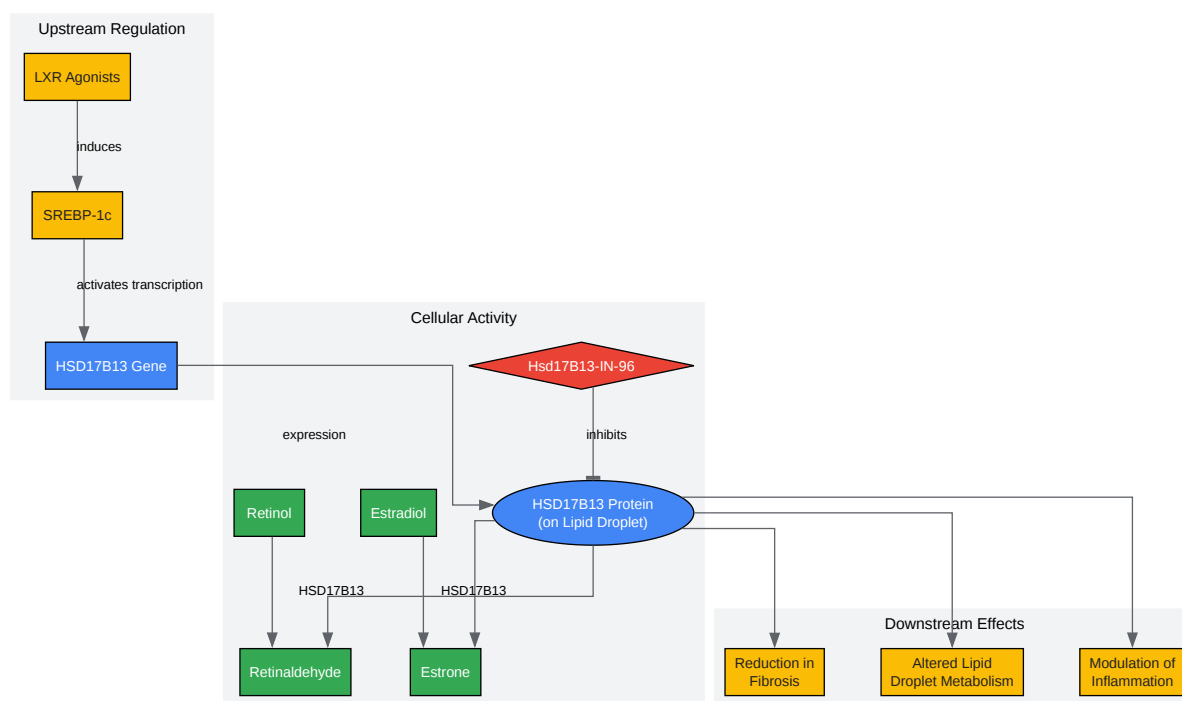 Upstream Regulation
LXR Agonists
induces
SREBP-1c
activates transcription
HSD17B13 Gene
Cellular Activity
Hsd17B13-IN-96
expression
inhibits
Retinol
Estradiol
HSD17B13 Protein
(on Lipid Droplet)
HSD17B13
HSD17B13
Retinaldehyde
Estrone
Downstream Effects
Reduction in
Fibrosis
Altered Lipid
Droplet Metabolism
Modulation of
Inflammation